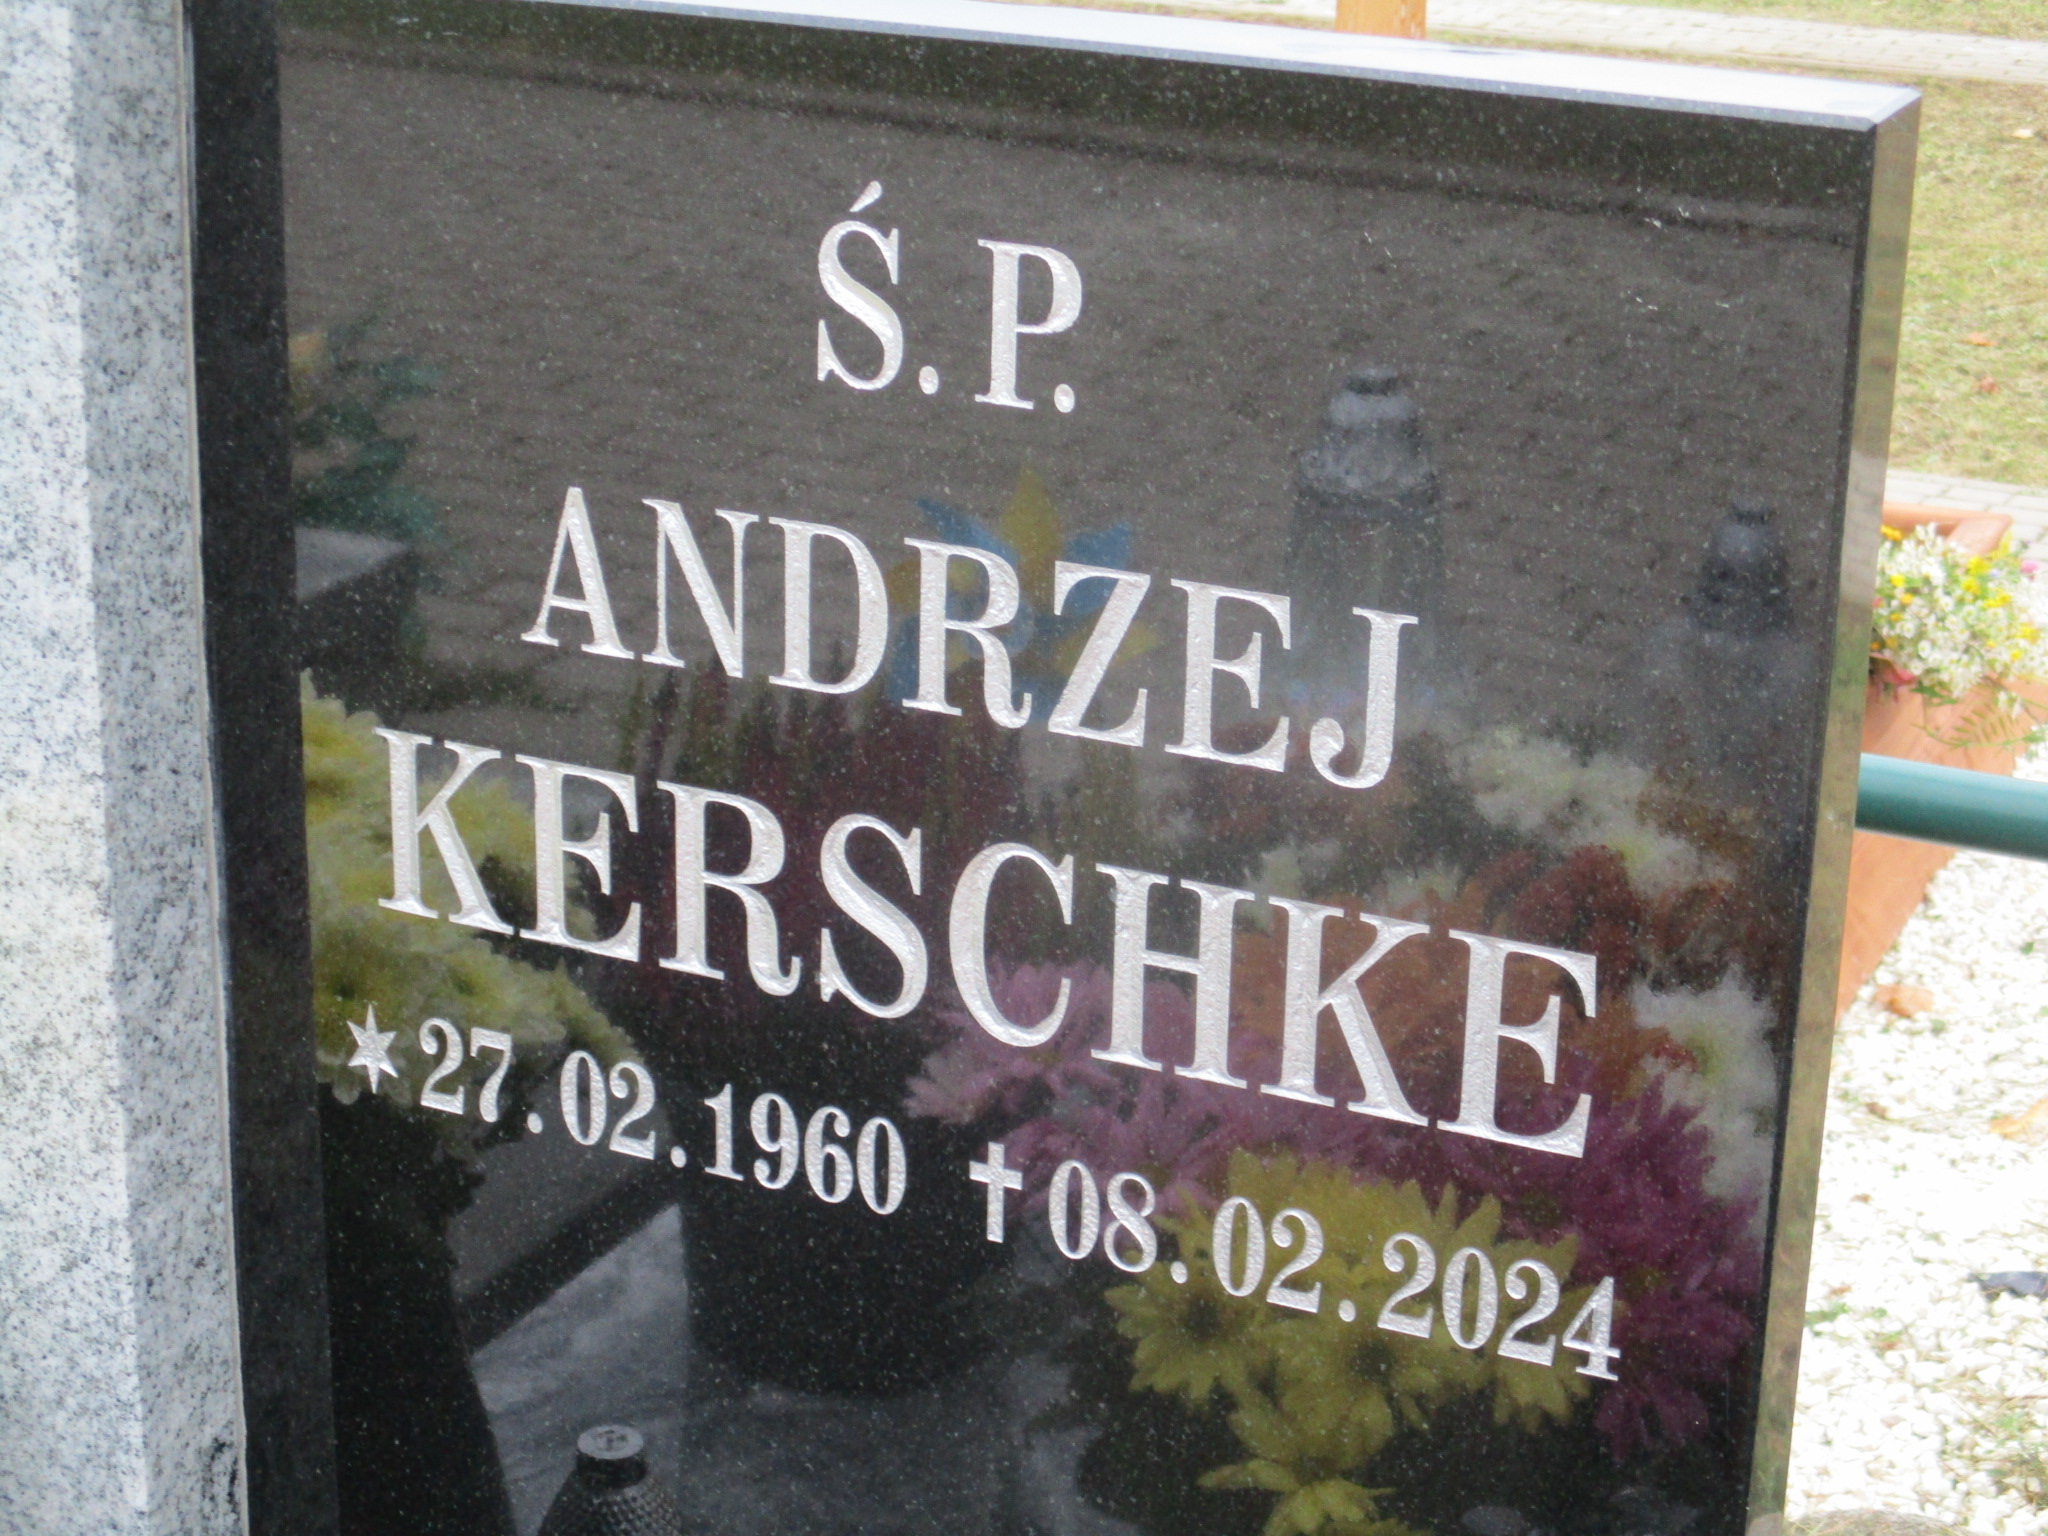 Ś.P.
ANDRZEJ
KERSCHKE
✶27.02.1960 ✝08.02.2024